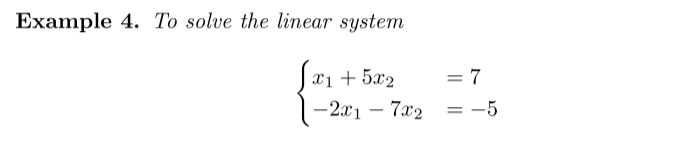 Example 4. To solve the linear system
x₁ + 5x₂ = 7
−2x₁ − 7x₂ = −5